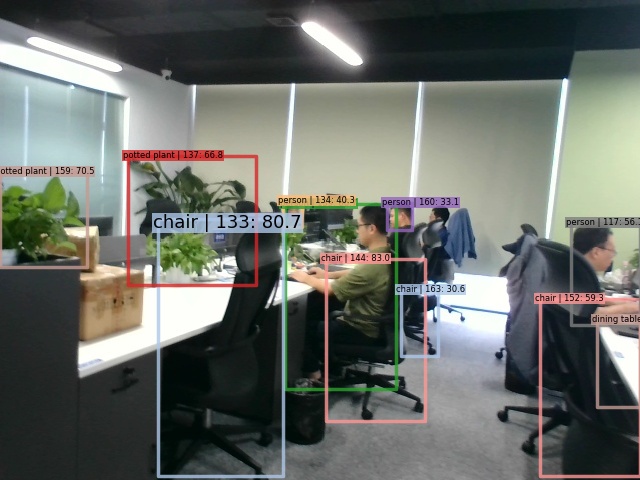 potted plant | 137: 66.8
otted plant | 159: 70.5
person | 134: 40.3
person | 160: 33.1
chair | 133: 80.7
person | 117: 56.
chair | 144: 83.0
chair | 163: 30.6
chair | 152: 59.3
dining table